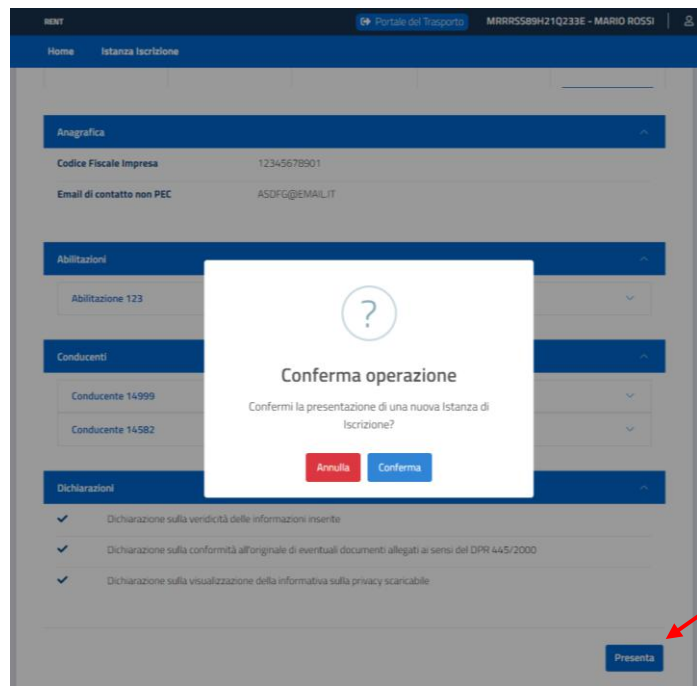 RENT
Portale del Trasporto
MRRRSS89H21Q233E - MARIO ROSSI
Home
Istanza Iscrizione
Anagrafica
Codice Fiscale Impresa
12345678901
Email di contatto non PEC
ASDFG@EMAIL.IT
Abilitazioni
Abilitazione 123
?
Conferma operazione
Confermi la presentazione di una nuova Istanza di
Iscrizione?
Annulla
Conferma
Conducenti
Conducente 14999
Conducente 14582
Dichiarazioni
Dichiarazione sulla veridicità delle informazioni inserite
Dichiarazione sulla conformità all'originale di eventuali documenti allegati ai sensi del DPR 445/2000
Dichiarazione sulla visualizzazione della informativa sulla privacy scaricabile
Presenta